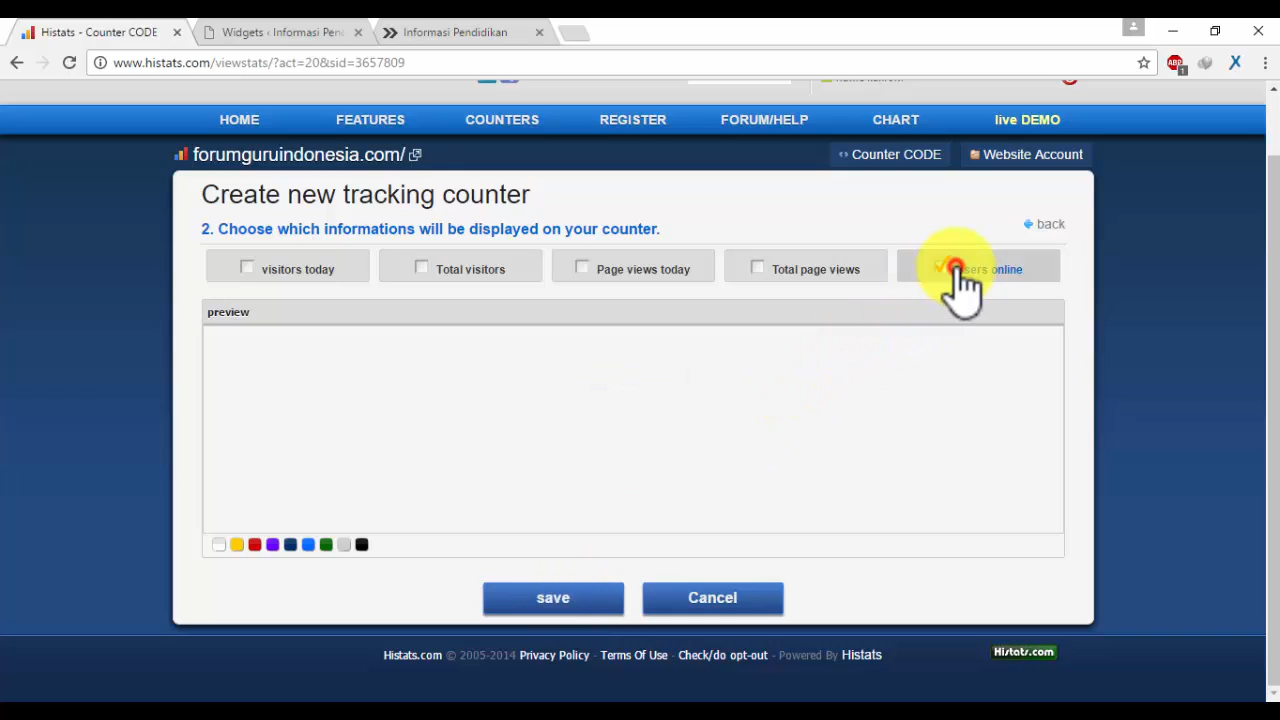 Histats - Counter CODE
Widgets ‹ Informasi Pen
Informasi Pendidikan
www.histats.com/viewstats/?act=20&sid=3657809
ABP
1
HOME
FEATURES
COUNTERS
REGISTER
FORUM/HELP
CHART
live DEMO
forumguruindonesia.com/
Counter CODE
Website Account
Create new tracking counter
2. Choose which informations will be displayed on your counter.
back
visitors today
Total visitors
Page views today
Total page views
online
preview
save
Cancel
Histats.com © 2005-2014 Privacy Policy - Terms Of Use - Check/do opt-out - Powered By Histats
Histats.com